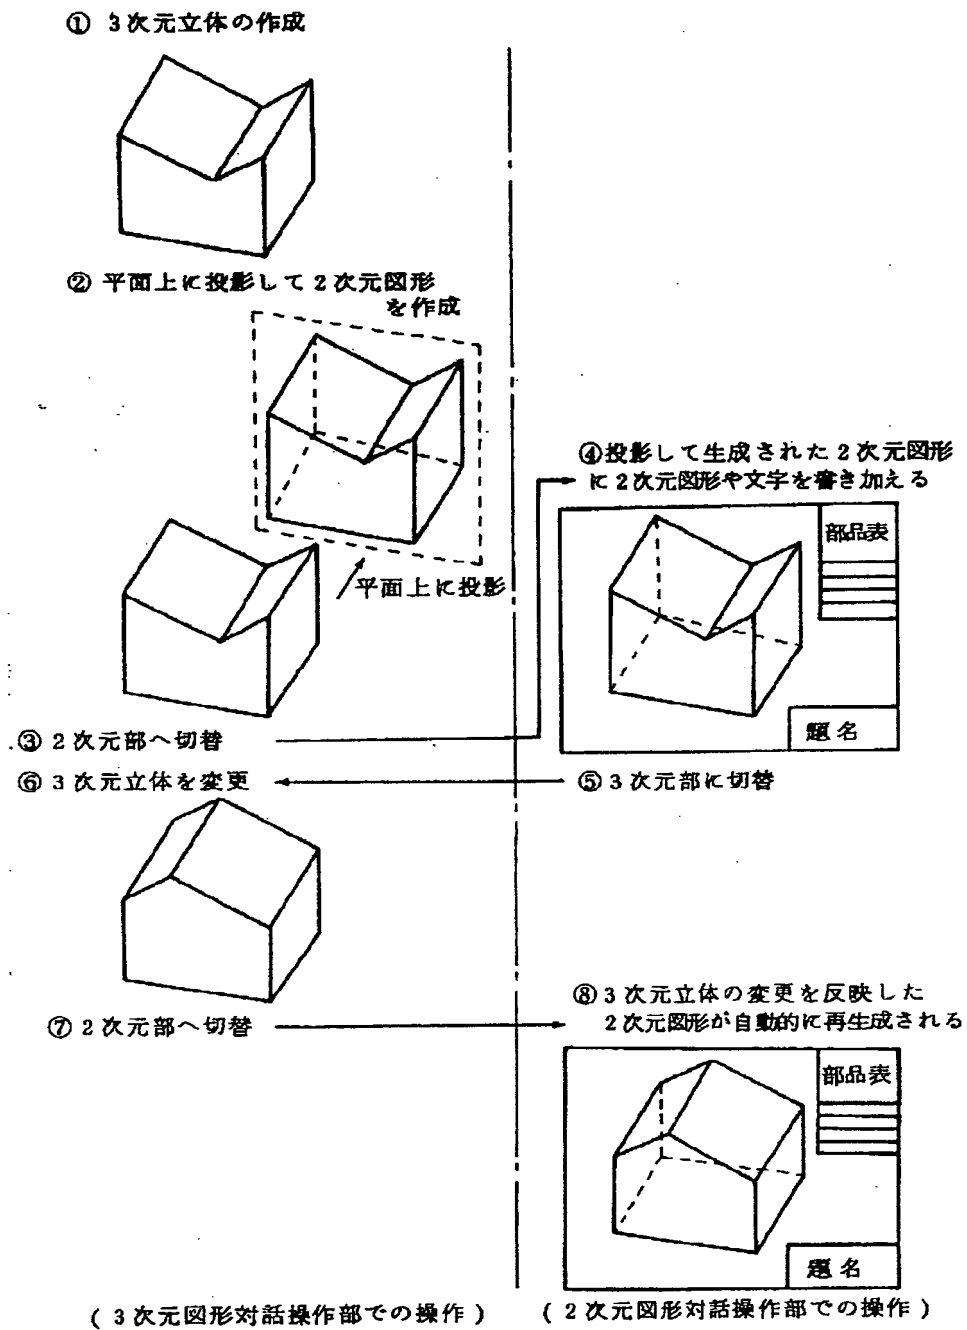 ① 3次元立体の作成
② 平面上に投影して2次元図形
を作成
平面上に投影
③ 2次元部へ切替
④投影して生成された2次元図形
に2次元図形や文字を書き加える
部品表
題名
⑤3次元部に切替
⑥ 3次元立体を変更
⑦ 2次元部へ切替
⑧3次元立体の変更を反映した
2次元図形が自動的に再生成される
部品表
題名
(3次元図形対話操作部での操作)
(2次元図形対話操作部での操作)